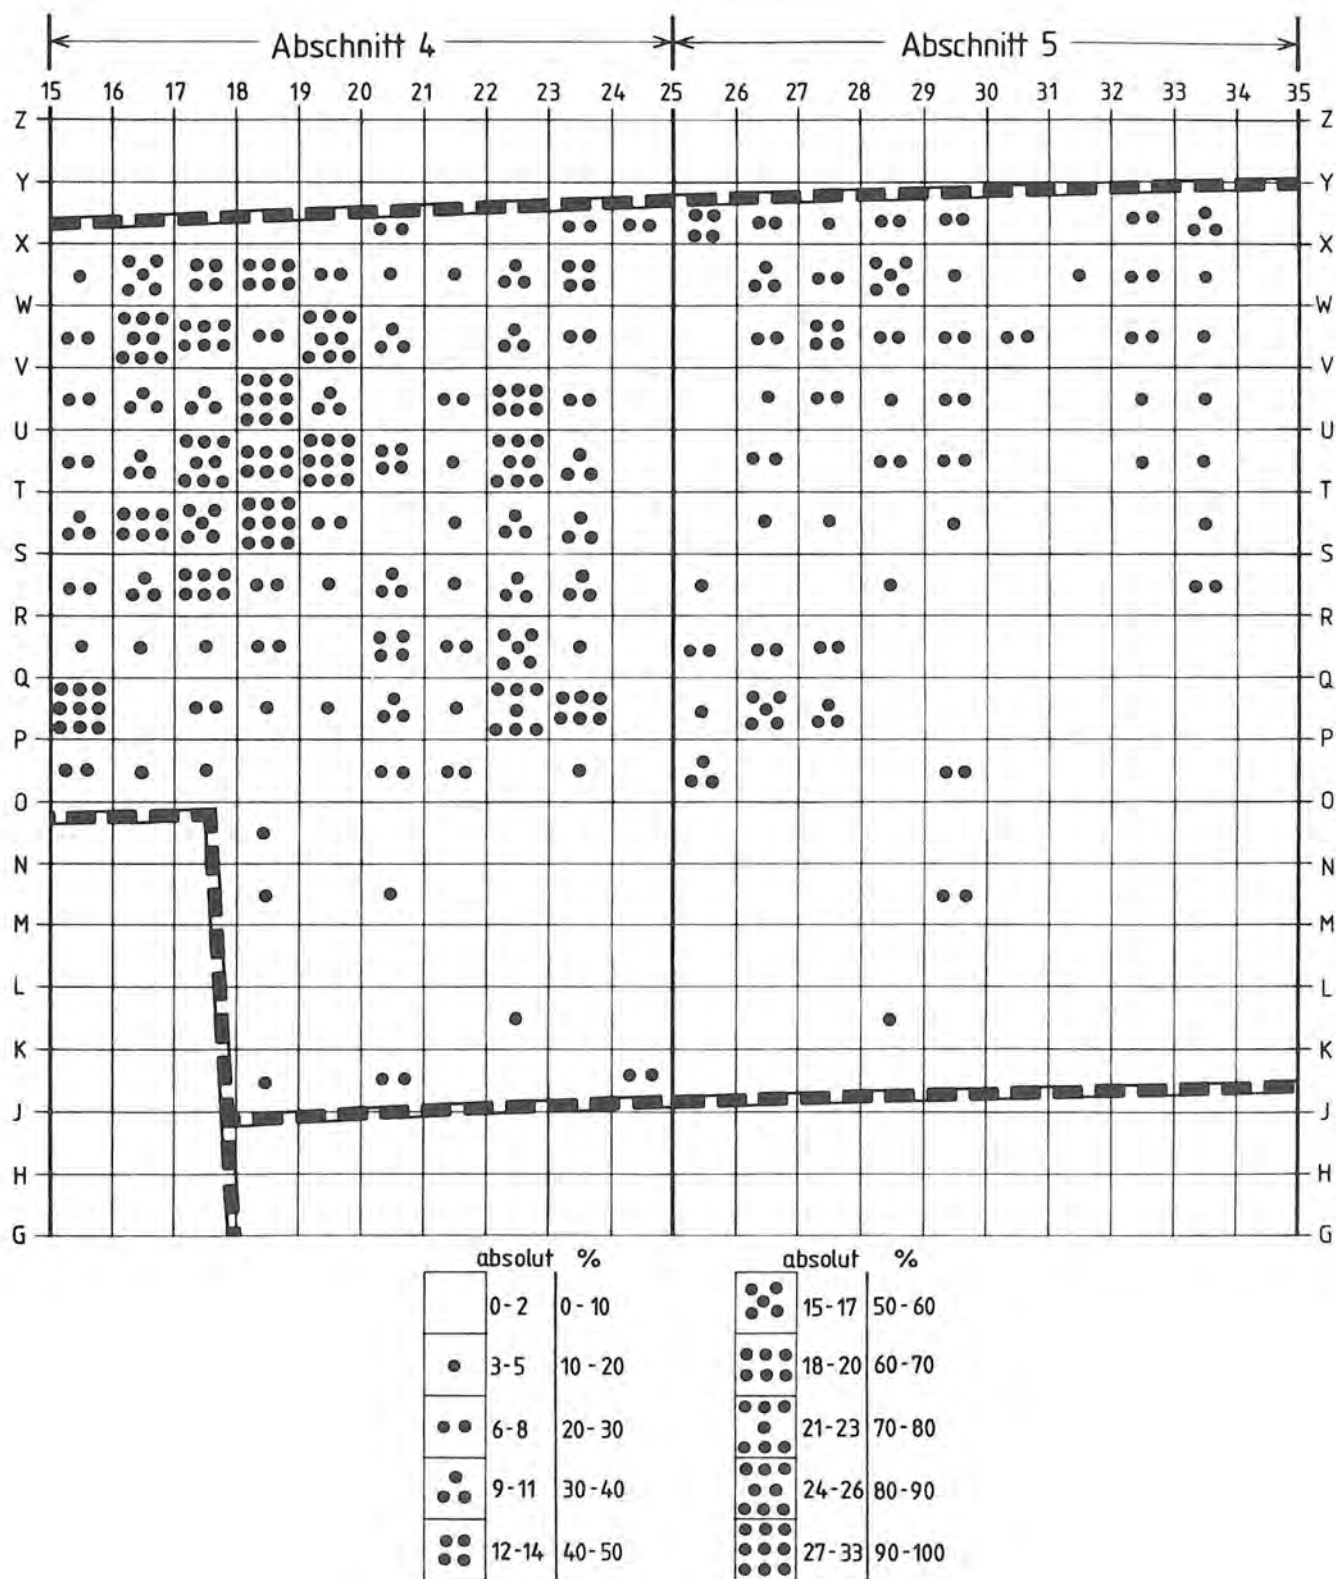 Abschnitt 4 Abschnitt 5
15 16 17 18 19 20 21 22 23 24 25 26 27 28 29 30 31 32 33 34 35
Z Z
Y Y
X X
W W
V V
U U
T T
S S
R R
Q Q
P P
O O
N N
M M
L L
K K
J J
H H
G G
absolut % absolut %
0-2 0-10 15-17 50-60
3-5 10-20 18-20 60-70
6-8 20-30 21-23 70-80
9-11 30-40 24-26 80-90
12-14 40-50 27-33 90-100